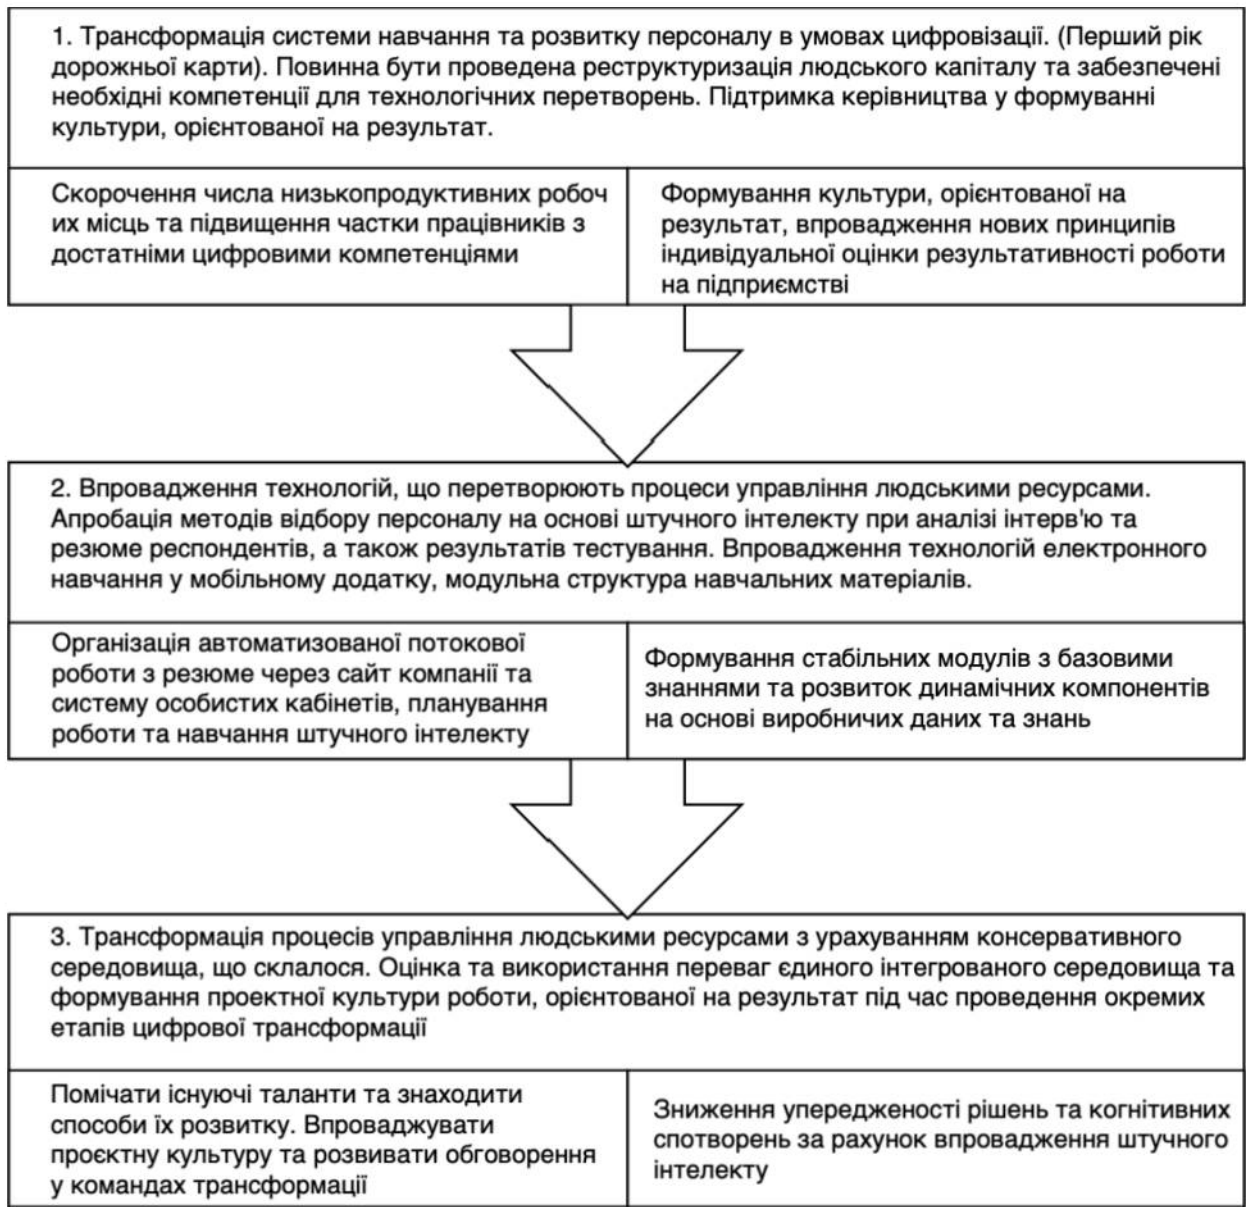 1. Трансформація системи навчання та розвитку персоналу в умовах цифровізації. (Перший рік
дорожньої карти). Повинна бути проведена реструктуризація людського капіталу та забезпечені
необхідні компетенції для технологічних перетворень. Підтримка керівництва у формуванні
культури, орієнтованої на результат.
Скорочення числа низькопродуктивних робоч
их місць та підвищення частки працівників з
достатніми цифровими компетенціями
Формування культури, орієнтованої на
результат, впровадження нових принципів
індивідуальної оцінки результативності роботи
на підприємстві
2. Впровадження технологій, що перетворюють процеси управління людськими ресурсами.
Апробація методів відбору персоналу на основі штучного інтелекту при аналізі інтерв'ю та
резюме респондентів, а також результатів тестування. Впровадження технологій електронного
навчання у мобільному додатку, модульна структура навчальних матеріалів.
Організація автоматизованої потокової
роботи з резюме через сайт компанії та
систему особистих кабінетів, планування
роботи та навчання штучного інтелекту
Формування стабільних модулів з базовими
знаннями та розвиток динамічних компонентів
на основі виробничих даних та знань
3. Трансформація процесів управління людськими ресурсами з урахуванням консервативного
середовища, що склалося. Оцінка та використання переваг єдиного інтегрованого середовища та
формування проектної культури роботи, орієнтованої на результат під час проведення окремих
етапів цифрової трансформації
Помічати існуючі таланти та знаходити
способи їх розвитку. Впроваджувати
проєктну культуру та розвивати обговорення
у командах трансформації
Зниження упередженості рішень та когнітивних
спотворень за рахунок впровадження штучного
інтелекту